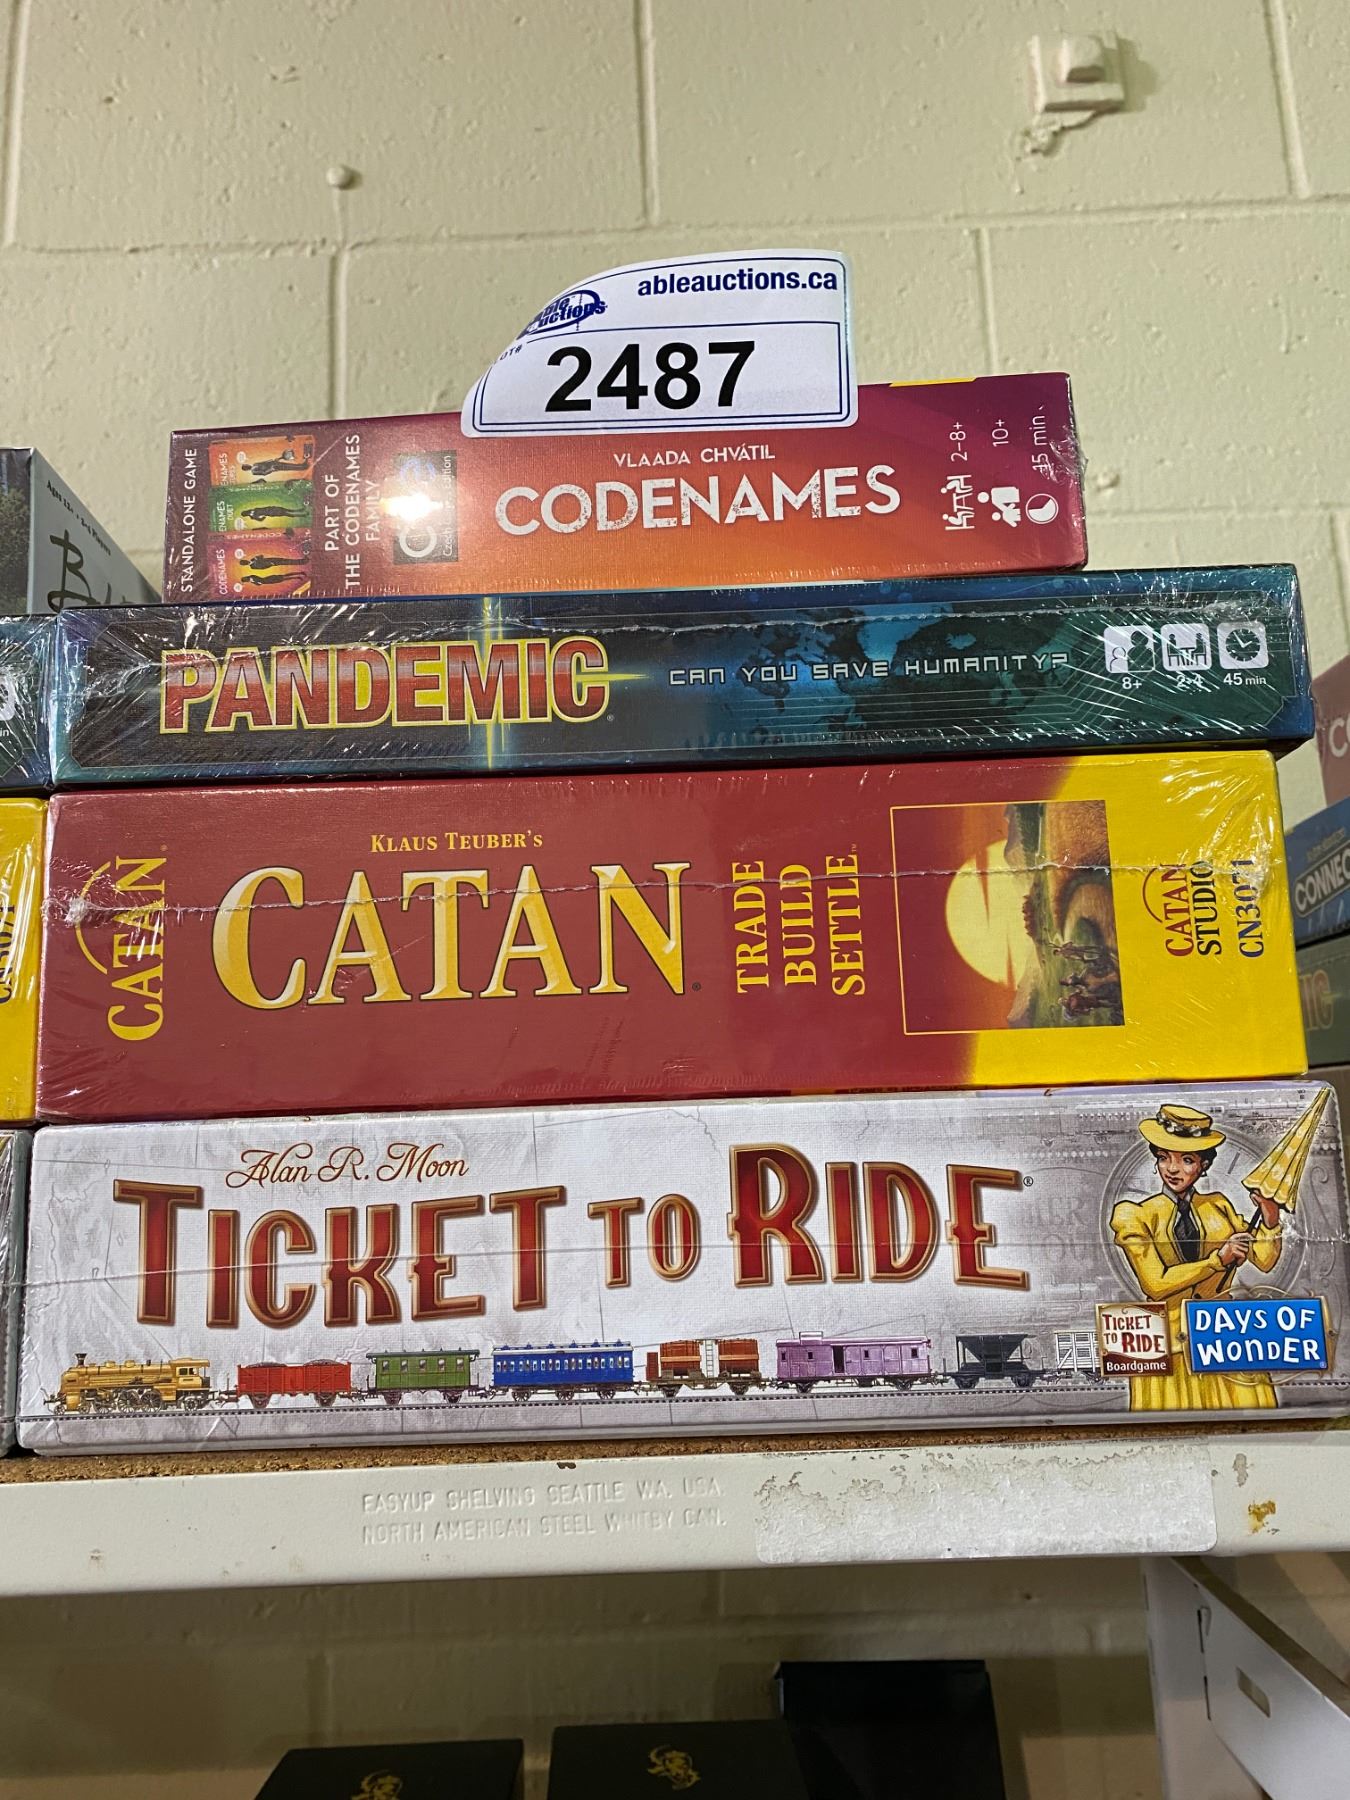 ableauctions.ca
2487
STANDALONE GAME
PART OF
THE CODENAMES
FAMILY
VLAADA CHVÁTIL
CODENAMES
2-8+
10+
15 min.
PANDEMIC
CAN YOU SAVE HUMANITY?
8+
2-4
45 min
CATAN
KLAUS TEUBER'S
CATAN
TRADE
BUILD
SETTLE™
CATAN
STUDIO
CN3071
Alan R. Moon
TICKET TO RIDE®
TICKET
TO RIDE
Boardgame
DAYS OF
WONDER
EASYUP SHELVING SEATTLE WA. USA.
NORTH AMERICAN STEEL WHITBY CAN.